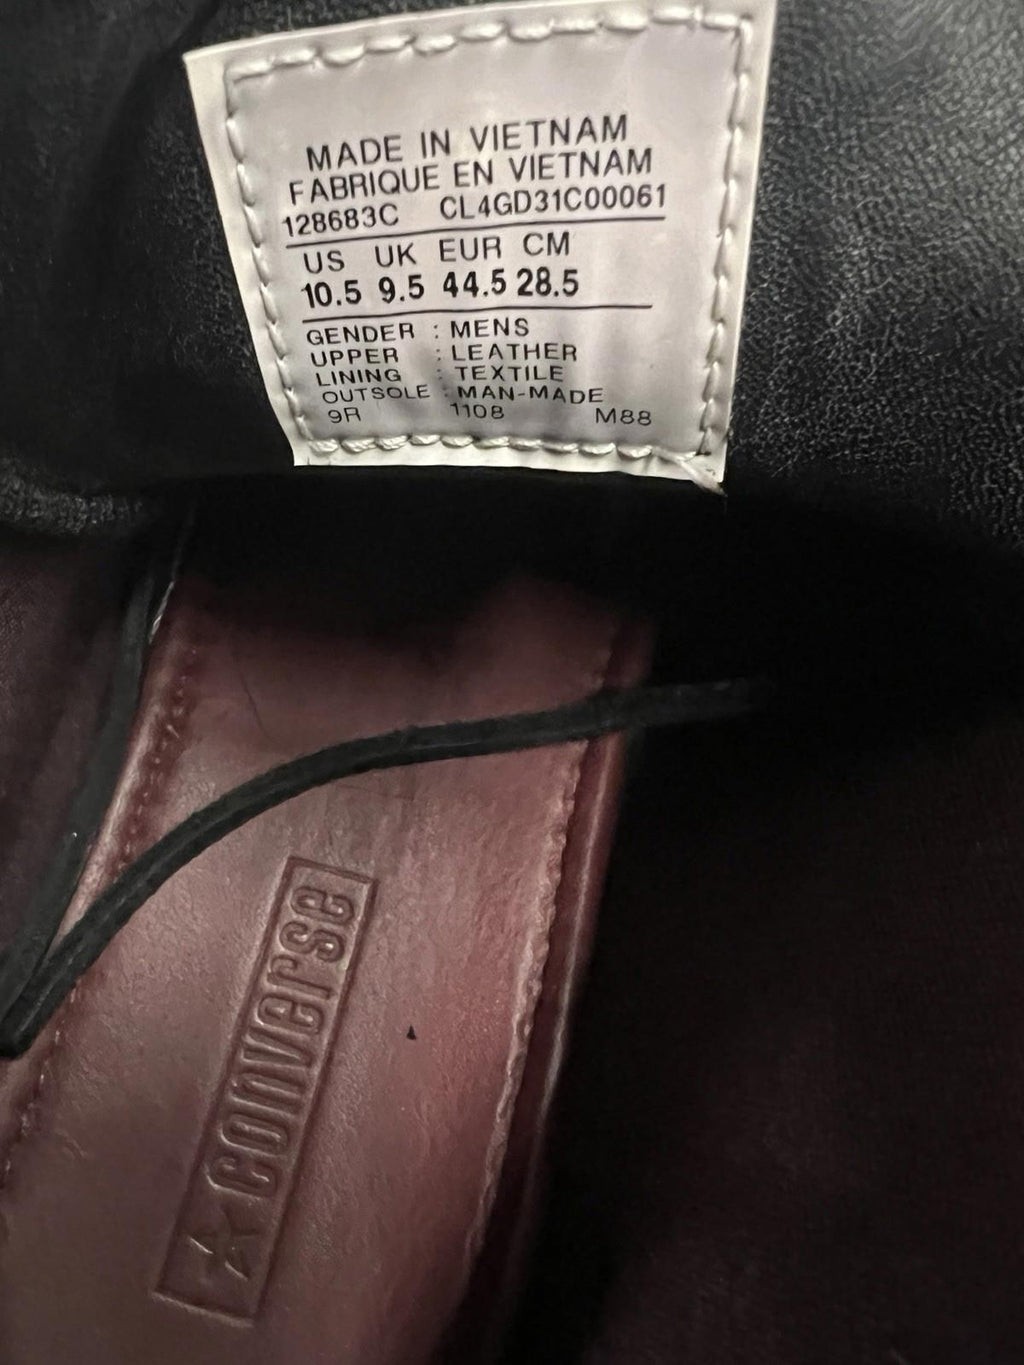 MADE IN VIETNAM
FABRIQUE EN VIETNAM
128683C CL4GD31C00061
US UK EUR CM
10.5 9.5 44.5 28.5
GENDER : MENS
UPPER : LEATHER
LINING : TEXTILE
OUTSOLE : MAN-MADE
9R 1108 M88
converse